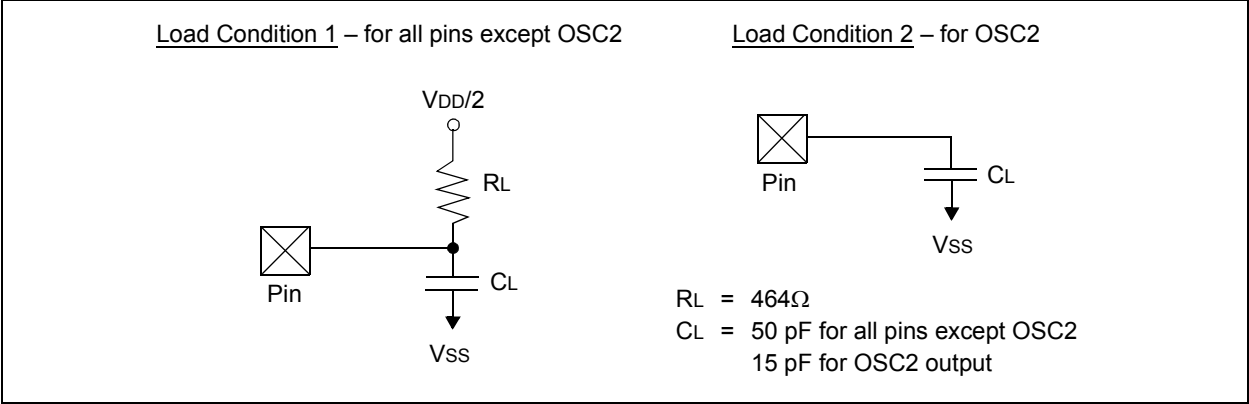 Load Condition 1 – for all pins except OSC2
VDD/2
RL
Pin
CL
VSS
Load Condition 2 – for OSC2
Pin
CL
VSS
RL = 464Ω
CL = 50 pF for all pins except OSC2
15 pF for OSC2 output